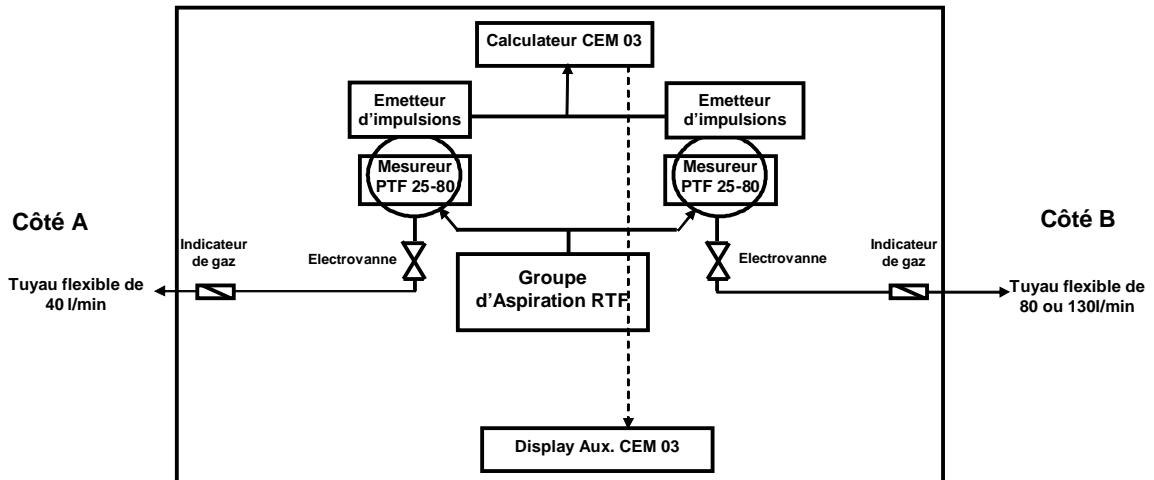 Calculateur CEM 03
Emetteur
d'impulsions
Emetteur
d'impulsions
Mesureur
PTF 25-80
Mesureur
PTF 25-80
Côté A
Côté B
Indicateur
de gaz
Electrovanne
Groupe
d'Aspiration RTF
Electrovanne
Indicateur
de gaz
Tuyau flexible de
40 l/min
Tuyau flexible de
80 ou 130l/min
Display Aux. CEM 03